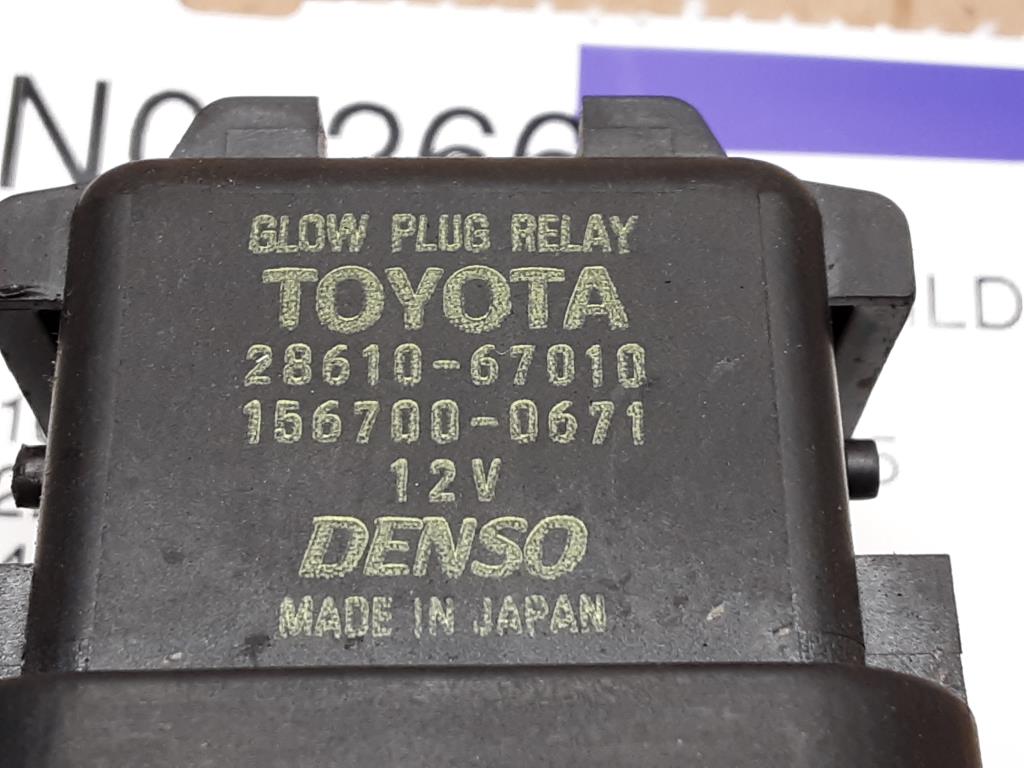 GLOW PLUG RELAY
TOYOTA
28610-67010
156700-0671
12V
DENSO
MADE IN JAPAN